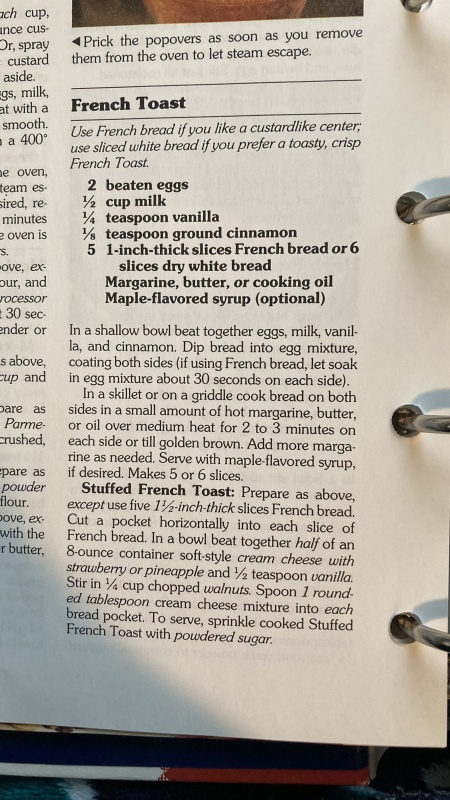 ach cup,
unce cus-
Or, spray
custard
aside.
gs, milk,
at with a
smooth.
a 400°
he oven,
team es-
sired, re-
minutes
e oven is
rs.
ove, ex-
our, and
rocessor
t 30 sec-
ender or
s above,
cup and
pare as
Parme-
crushed,
epare as
powder
flour.
ove, ex-
with the
r butter,
◀Prick the popovers as soon as you remove
them from the oven to let steam escape.
French Toast
Use French bread if you like a custardlike center;
use sliced white bread if you prefer a toasty, crisp
French Toast.
2 beaten eggs
½ cup milk
¼ teaspoon vanilla
⅛ teaspoon ground cinnamon
5 1-inch-thick slices French bread or 6
slices dry white bread
Margarine, butter, or cooking oil
Maple-flavored syrup (optional)
In a shallow bowl beat together eggs, milk, vanil-
la, and cinnamon. Dip bread into egg mixture,
coating both sides (if using French bread, let soak
in egg mixture about 30 seconds on each side).
In a skillet or on a griddle cook bread on both
sides in a small amount of hot margarine, butter,
or oil over medium heat for 2 to 3 minutes on
each side or till golden brown. Add more marga-
rine as needed. Serve with maple-flavored syrup,
if desired. Makes 5 or 6 slices.
Stuffed French Toast: Prepare as above,
except use five 1½-inch-thick slices French bread.
Cut a pocket horizontally into each slice of
French bread. In a bowl beat together half of an
8-ounce container soft-style cream cheese with
strawberry or pineapple and ½ teaspoon vanilla.
Stir in ¼ cup chopped walnuts. Spoon 1 round-
ed tablespoon cream cheese mixture into each
bread pocket. To serve, sprinkle cooked Stuffed
French Toast with powdered sugar.